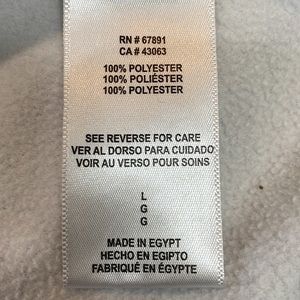 RN # 67891
CA # 43063
100% POLYESTER
100% POLIÉSTER
100% POLYESTER
SEE REVERSE FOR CARE
VER AL DORSO PARA CUIDADO
VOIR AU VERSO POUR SOINS
L
G
G
MADE IN EGYPT
HECHO EN EGIPTO
FABRIQUÉ EN ÉGYPTE